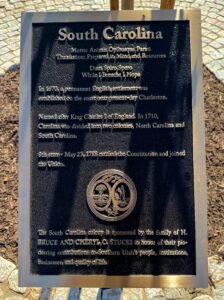 South Carolina
Motto: Animis Opibusque Parati
Translation: Prepared in Mind and Resources
Dum Spiro Spero
While I Breathe, I Hope
In 1670, a permanent English settlement was
established on the coast near present-day Charleston.
Named after King Charles I of England. In 1710,
Carolina was divided into two colonies, North Carolina and
South Carolina.
8th state - May 23, 1788 ratified the Constitution and joined
the Union.
The South Carolina colony is sponsored by the family of H.
BRUCE AND CHERYL C. STUCKI in honor of their pio-
neering contributions to Southern Utah's people, institutions,
businesses and quality of life.